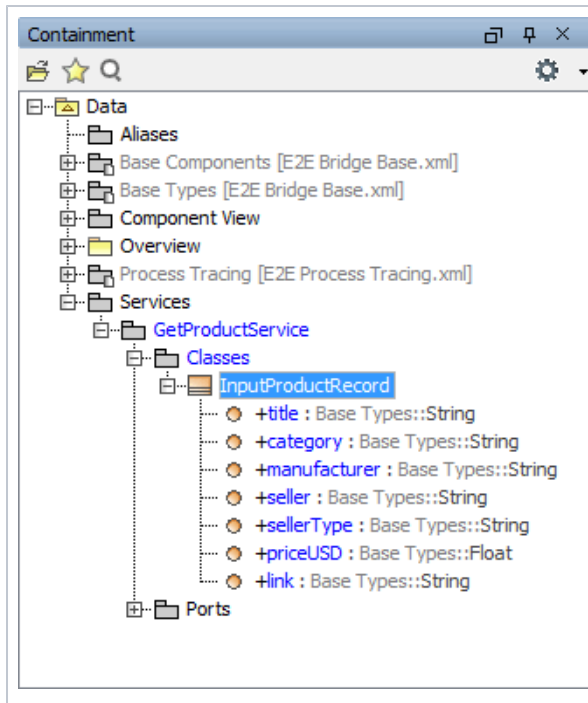 Containment
Data
Aliases
Base Components [E2E Bridge Base.xml]
Base Types [E2E Bridge Base.xml]
Component View
Overview
Process Tracing [E2E Process Tracing.xml]
Services
GetProductService
Classes
InputProductRecord
+title : Base Types::String
+category : Base Types::String
+manufacturer : Base Types::String
+seller : Base Types::String
+sellerType : Base Types::String
+priceUSD : Base Types::Float
+link : Base Types::String
Ports